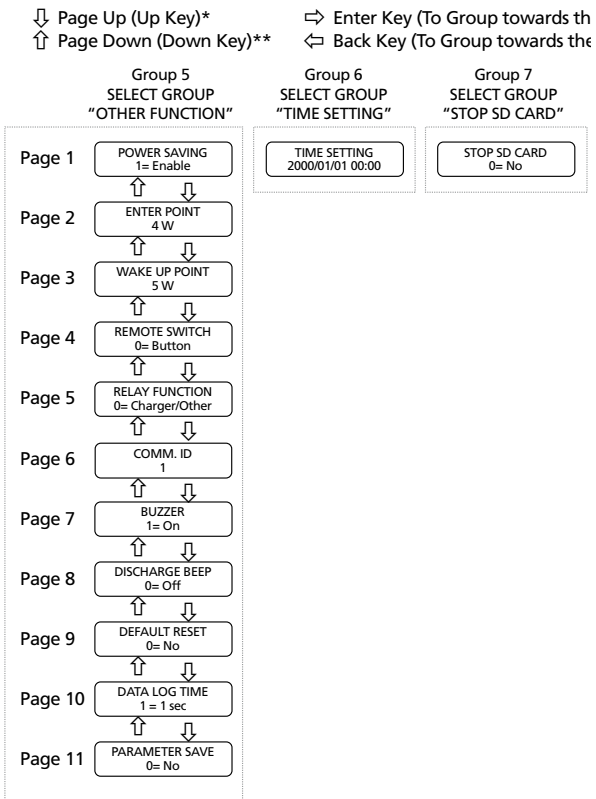 ⇩ Page Up (Up Key)* ⇨ Enter Key (To Group towards
⇧ Page Down (Down Key)** ⇦ Back Key (To Group towards
Group 5 Group 6 Group 7
SELECT GROUP SELECT GROUP SELECT GROUP
“OTHER FUNCTION” “TIME SETTING” “STOP SD CARD”
Page 1 POWER SAVING TIME SETTING STOP SD CARD
1= Enable 2000/01/01 00:00 0= No
Page 2 ENTER POINT
4 W
Page 3 WAKE UP POINT
5 W
Page 4 REMOTE SWITCH
0= Button
Page 5 RELAY FUNCTION
0= Charger/Other
Page 6 COMM. ID
1
Page 7 BUZZER
1= On
Page 8 DISCHARGE BEEP
0= Off
Page 9 DEFAULT RESET
0= No
Page 10 DATA LOG TIME
1 = 1 sec
Page 11 PARAMETER SAVE
0= No